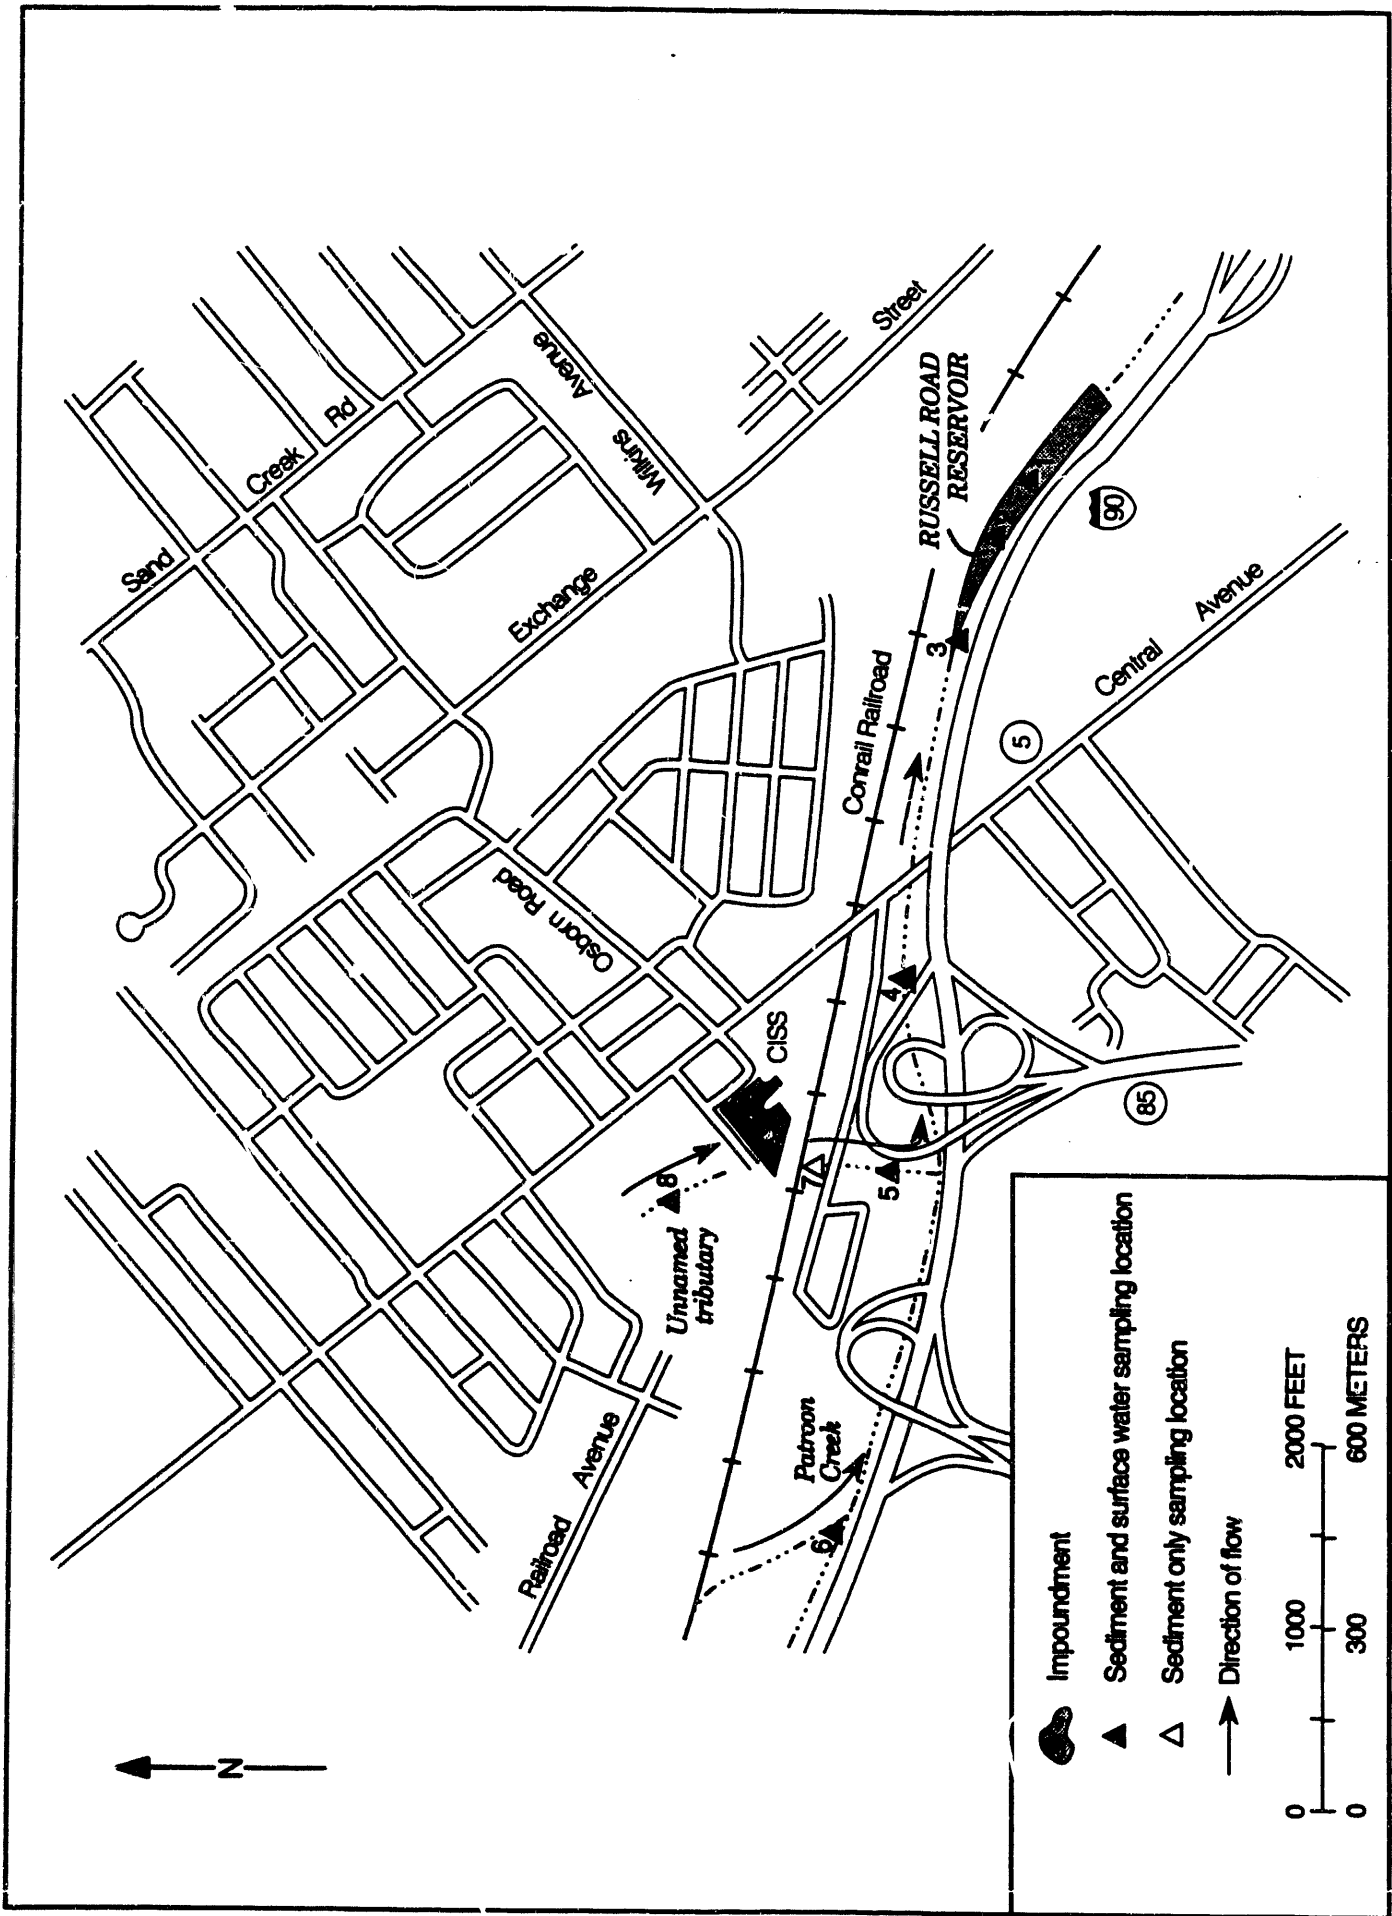 Sand
Creek
Rd
Exchange
Street
Wilkins
Avenue
RUSSELL ROAD
RESERVOIR
90
Avenue
Central
5
3
Conrail Railroad
Osborn Road
CISS
4
85
7
5
8
Unnamed
tributary
Patroon
Creek
6
Railroad
Avenue
N
Impoundment
Sediment and surface water sampling location
Sediment only sampling location
Direction of flow
0 1000 2000 FEET
0 300 600 METERS